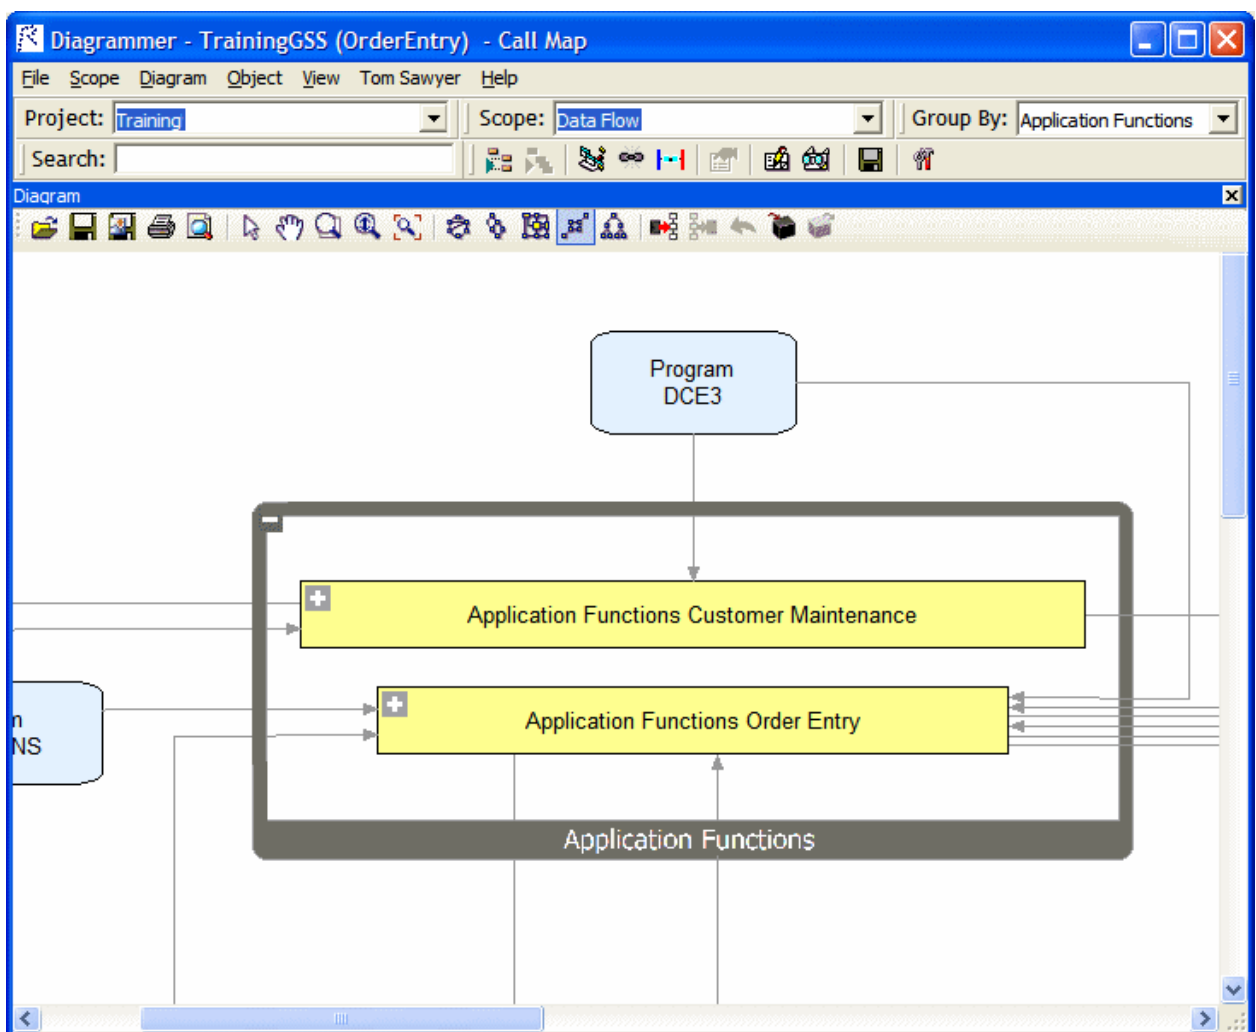 Diagrammer - TrainingGSS (OrderEntry) - Call Map
File Scope Diagram Object View Tom Sawyer Help
Project: Training Scope: Data Flow Group By: Application Functions
Search:
Diagram
Program
DCE3
Application Functions Customer Maintenance
m
NS
Application Functions Order Entry
Application Functions